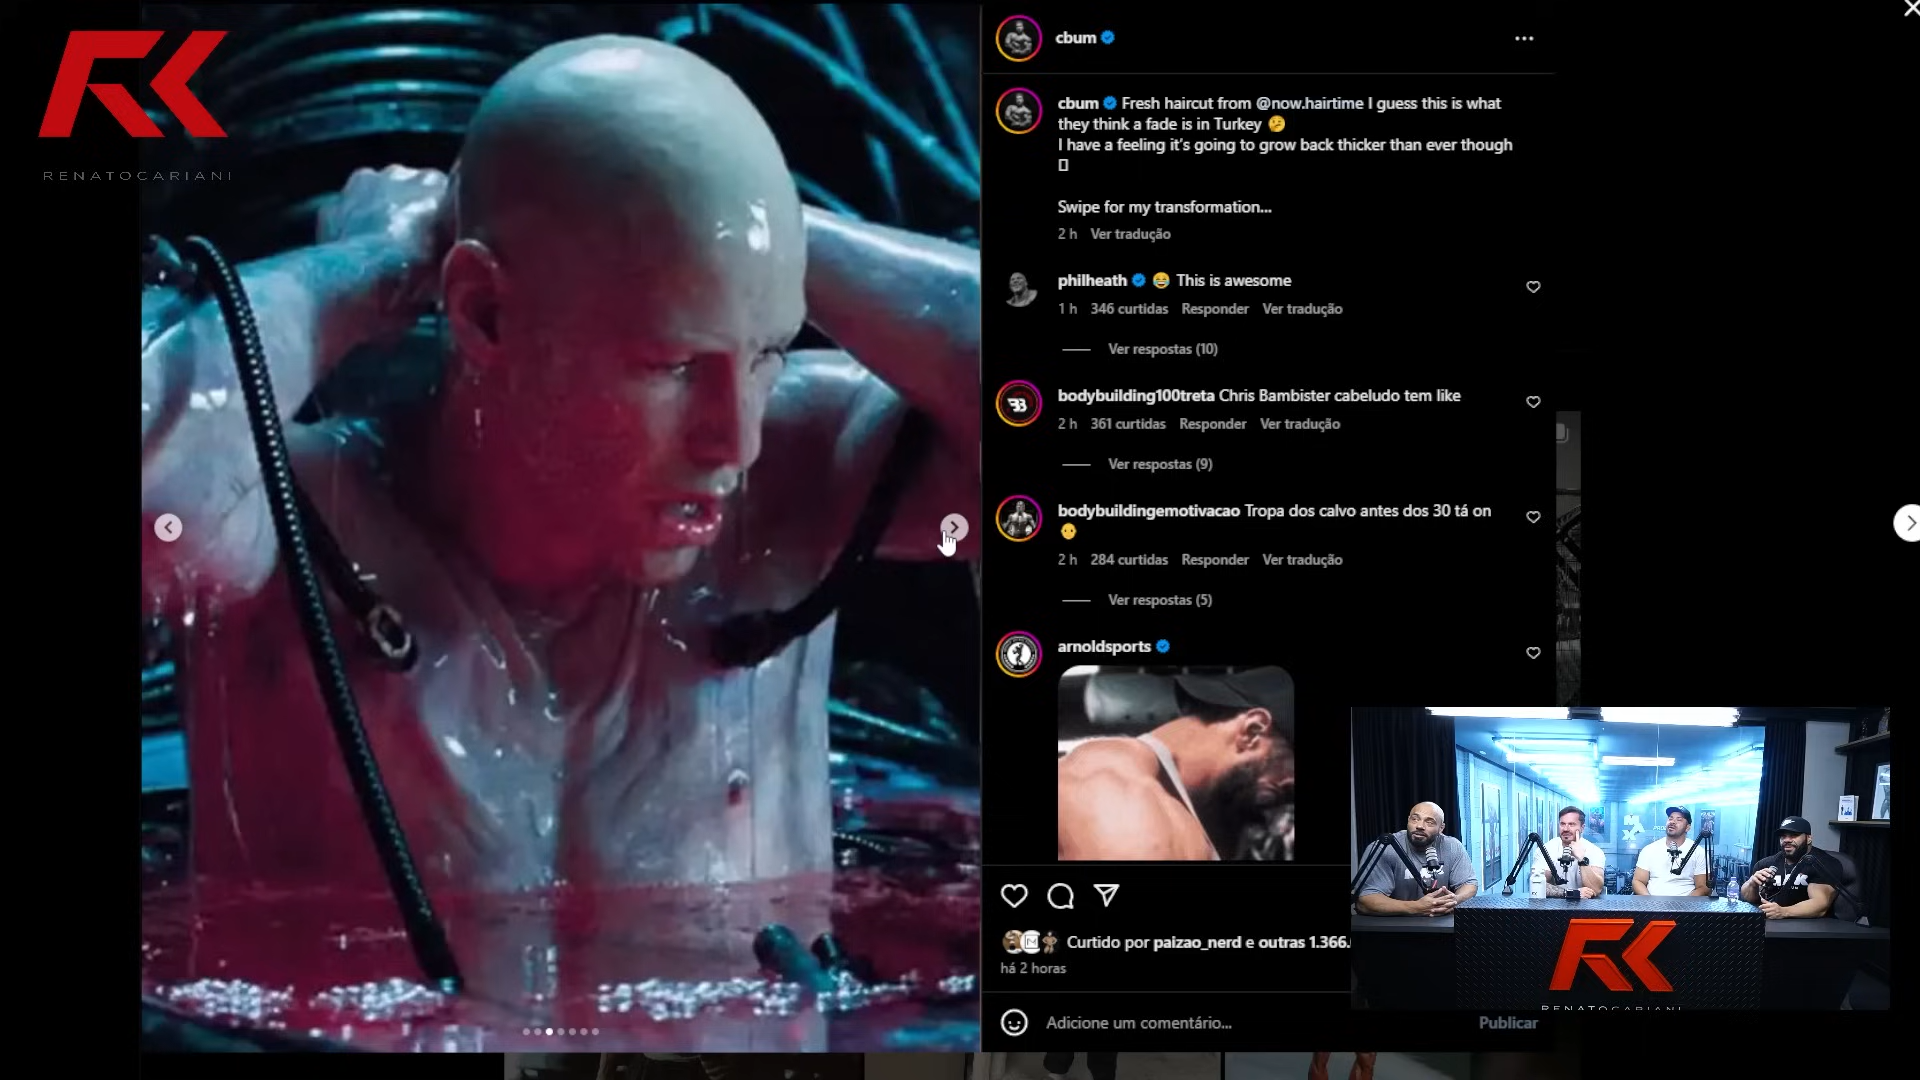 RK
RENATOCARIANI
cbum
cbum Fresh haircut from @now.hairtime I guess this is what
they think a fade is in Turkey 🤔
I have a feeling it's going to grow back thicker than ever though
Swipe for my transformation...
2 h Ver tradução
philheath 😂 This is awesome
1 h 346 curtidas Responder Ver tradução
Ver respostas (10)
bodybuilding100treta Chris Bambister cabeludo tem like
2 h 361 curtidas Responder Ver tradução
Ver respostas (9)
bodybuildingemotivacao Tropa dos calvo antes dos 30 tá on
2 h 284 curtidas Responder Ver tradução
Ver respostas (5)
arnoldsports
Curtido por paizao_nerd e outras 1.366.
há 2 horas
Adicione um comentário...
Publicar
RK
RENATOCARIANI